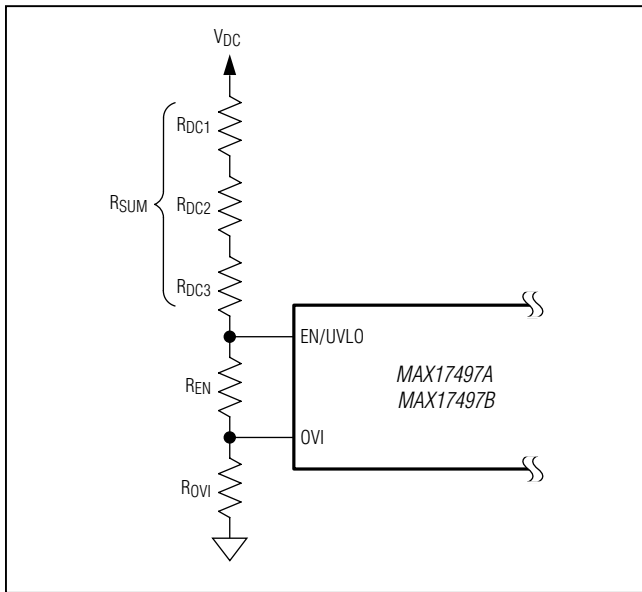 VDC
RDC1
RSUM
RDC2
RDC3
EN/UVLO
MAX17497A
MAX17497B
REN
OVI
ROVI